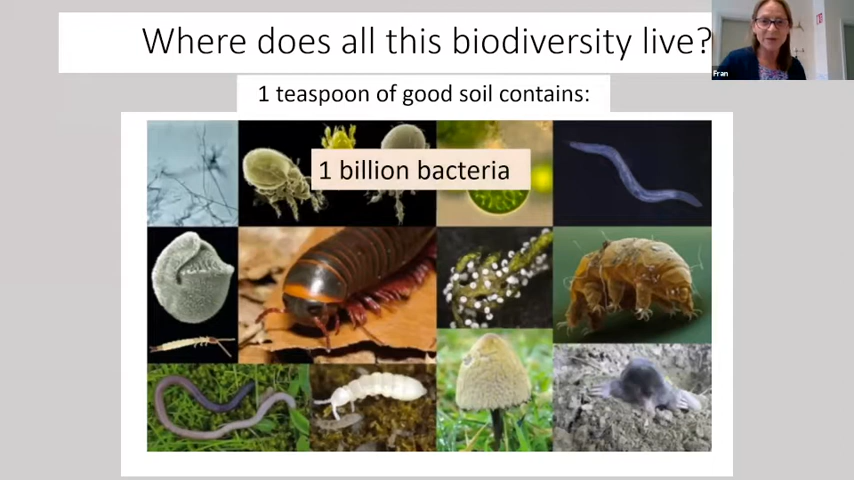 Where does all this biodiversity live?
Fran
1 teaspoon of good soil contains:
1 billion bacteria